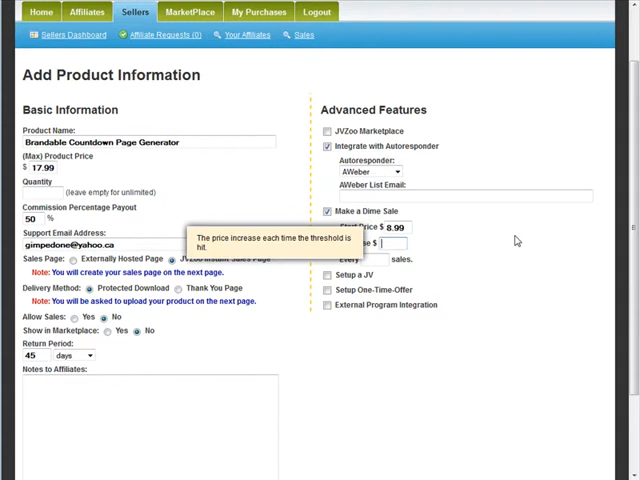 Home Affiliates Sellers MarketPlace My Purchases Logout
Sellers Dashboard Affiliate Requests (0) Your Affiliates Sales
Add Product Information
Basic Information
Product Name:
Brandable Countdown Page Generator
(Max) Product Price
$ 17.99
Quantity
(leave empty for unlimited)
Commission Percentage Payout
50 %
Support Email Address:
gimpedone@yahoo.ca
Sales Page: Externally Hosted Page JVZoo Instant Sales Page
Note: You will create your sales page on the next page.
Delivery Method: Protected Download Thank You Page
Note: You will be asked to upload your product on the next page.
Allow Sales: Yes No
Show in Marketplace: Yes No
Return Period:
45 days
Notes to Affiliates:
Advanced Features
JVZoo Marketplace
Integrate with Autoresponder
Autoresponder:
AWeber
AWeber List Email:
Make a Dime Sale
Start Price $ 8.99
$
Every sales.
The price increase each time the threshold is
hit.
Setup a JV
Setup One-Time-Offer
External Program Integration